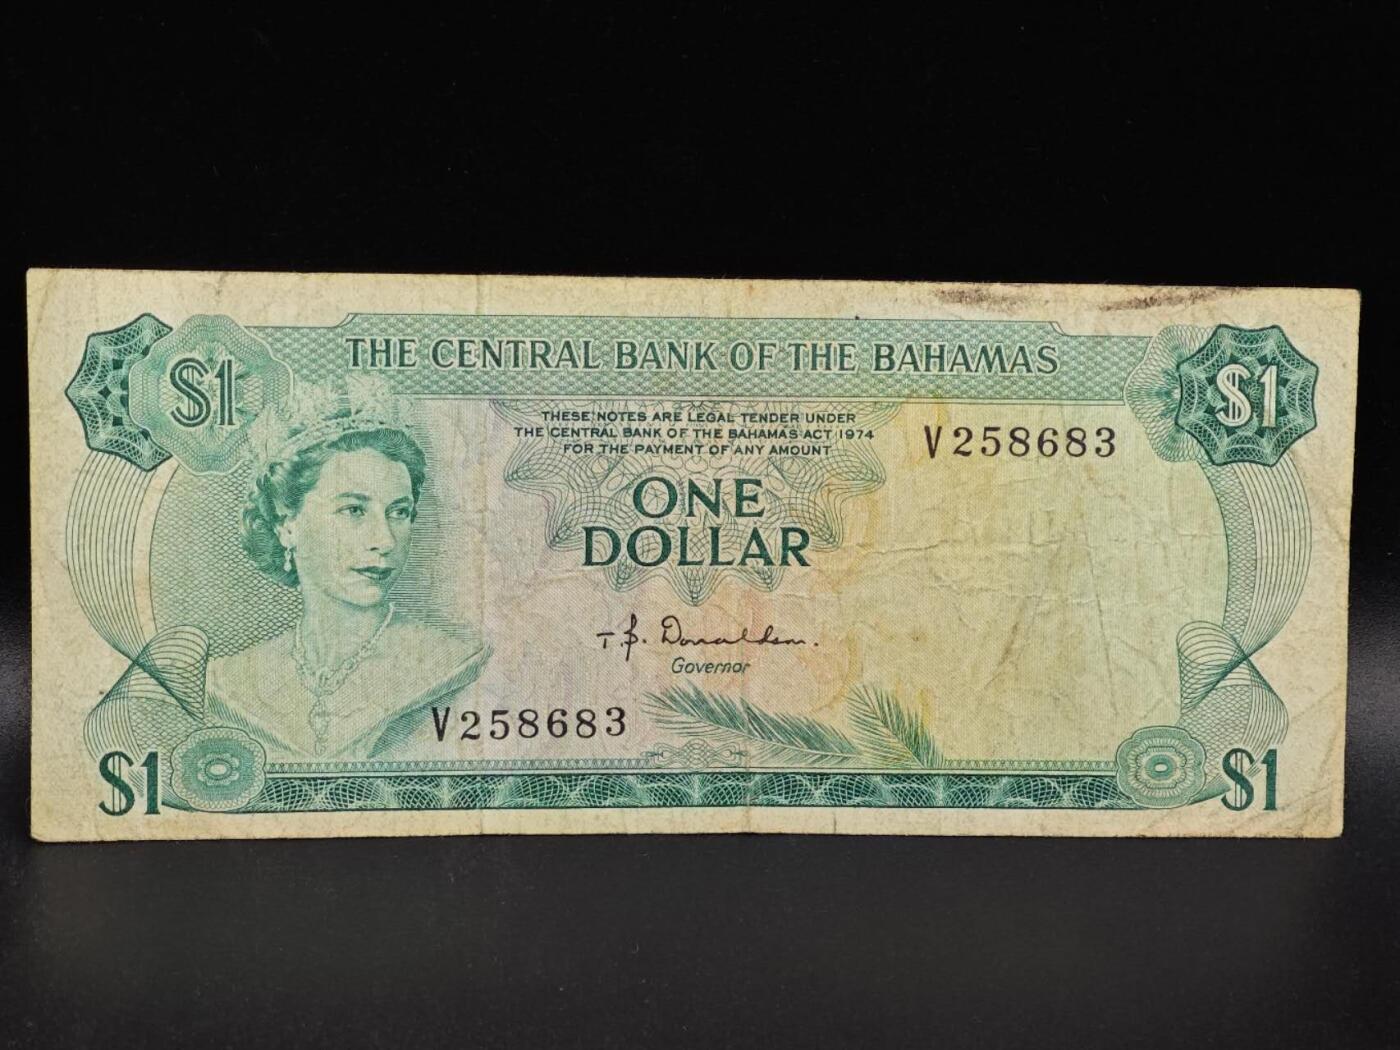 $1
$1
THE CENTRAL BANK OF THE BAHAMAS
THESE NOTES ARE LEGAL TENDER UNDER
THE CENTRAL BANK OF THE BAHAMAS ACT 1974
FOR THE PAYMENT OF ANY AMOUNT
V258683
ONE
DOLLAR
T. B. Donaldson.
Governor
V258683
$1
$1